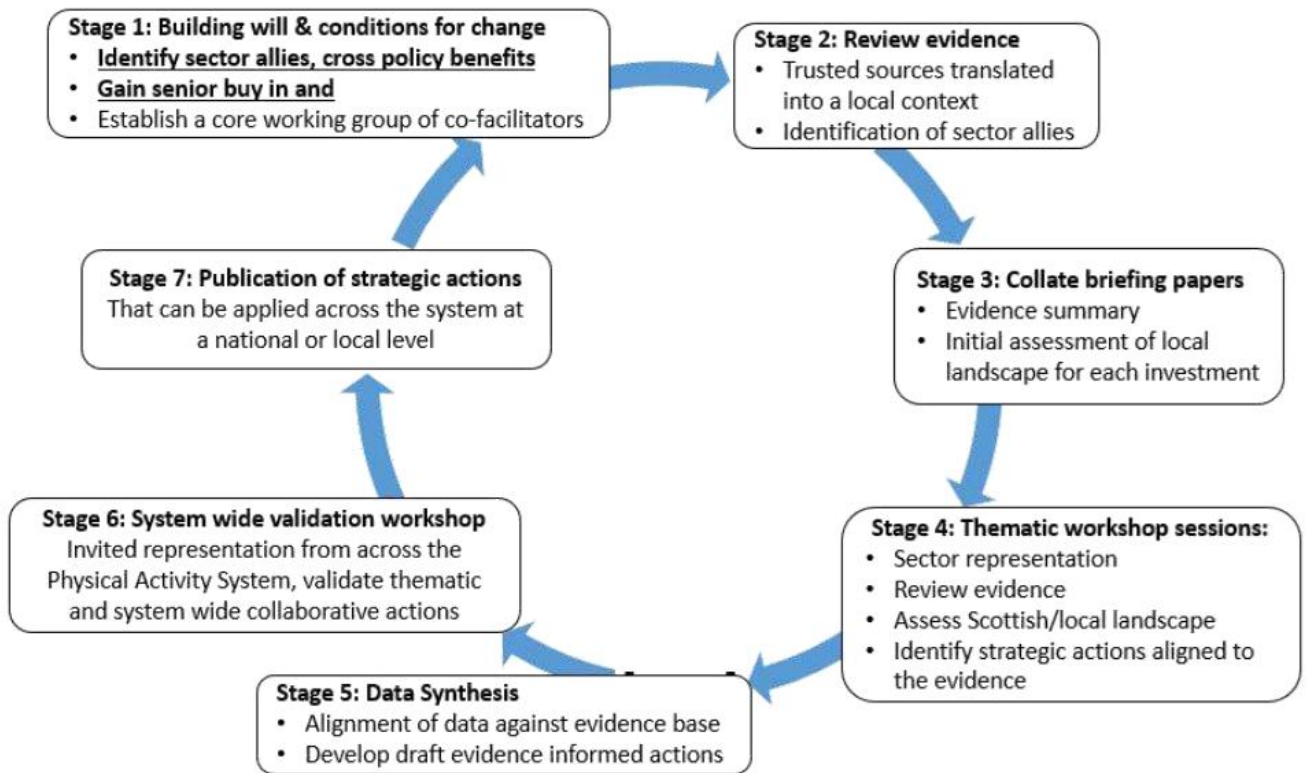 Stage 1: Building will & conditions for change
• Identify sector allies, cross policy benefits
• Gain senior buy in and
• Establish a core working group of co-facilitators
Stage 2: Review evidence
• Trusted sources translated
into a local context
• Identification of sector allies
Stage 3: Collate briefing papers
• Evidence summary
• Initial assessment of local
landscape for each investment
Stage 4: Thematic workshop sessions:
• Sector representation
• Review evidence
• Assess Scottish/local landscape
• Identify strategic actions aligned to
the evidence
Stage 5: Data Synthesis
• Alignment of data against evidence base
• Develop draft evidence informed actions
Stage 6: System wide validation workshop
Invited representation from across the
Physical Activity System, validate thematic
and system wide collaborative actions
Stage 7: Publication of strategic actions
That can be applied across the system at
a national or local level